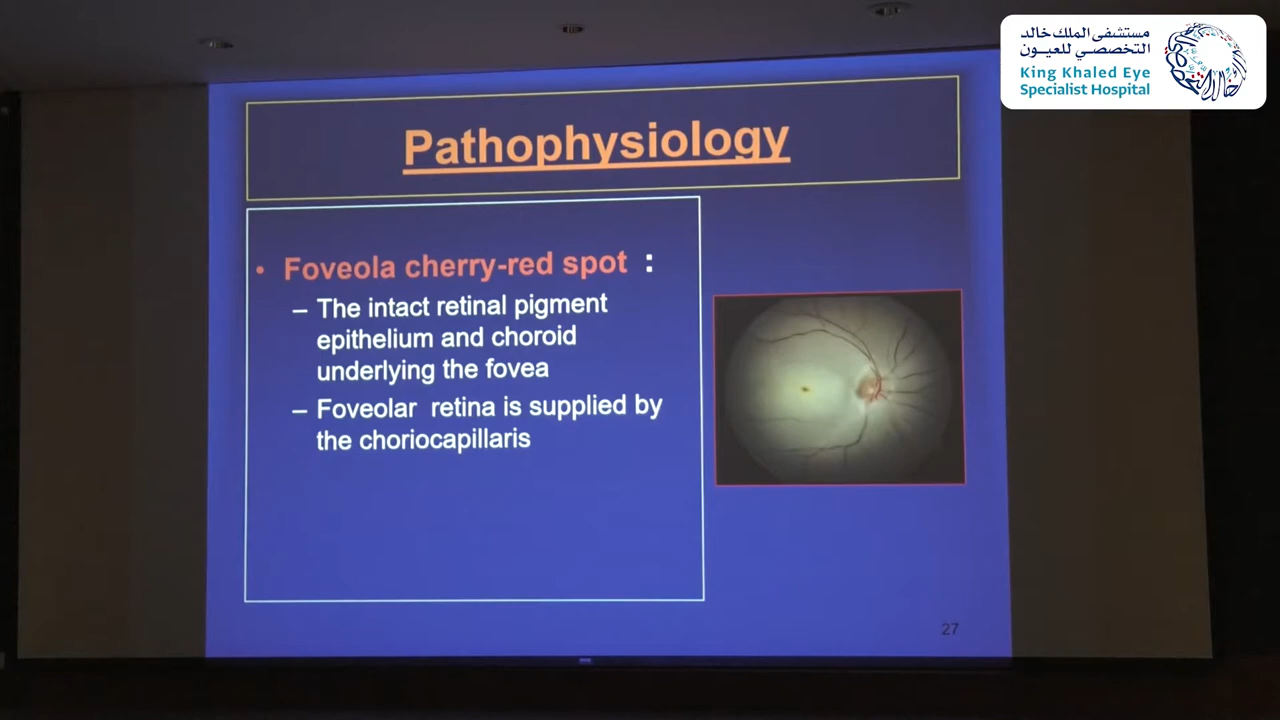 مستشفى الملك خالد
التخصصي للعيون
King Khaled Eye
Specialist Hospital
Pathophysiology
• Foveola cherry-red spot :
– The intact retinal pigment
epithelium and choroid
underlying the fovea
– Foveolar retina is supplied by
the choriocapillaris
27